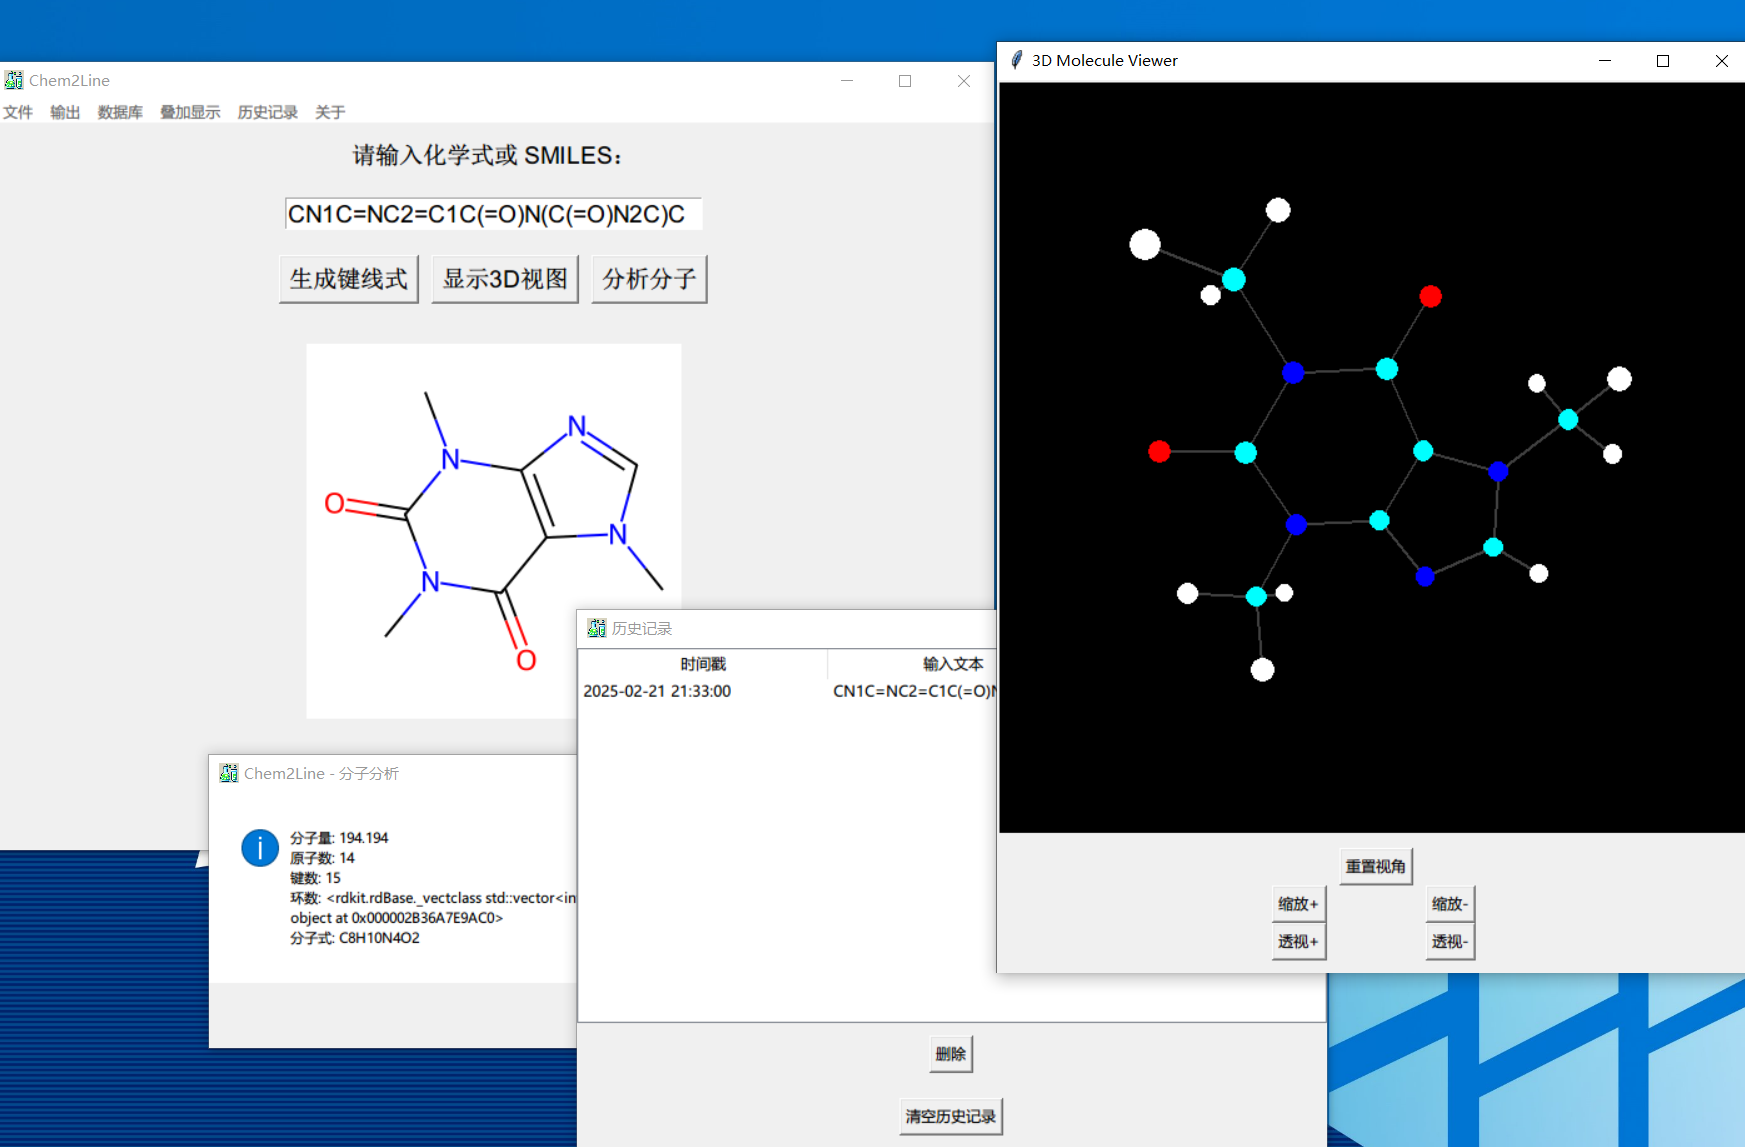 Chem2Line
文件 输出 数据库 叠加显示 历史记录 关于
请输入化学式或 SMILES：
CN1C=NC2=C1C(=O)N(C(=O)N2C)C
生成键线式 显示3D视图 分析分子
N
N
O
N
N
O
Chem2Line - 分子分析
i
分子量: 194.194
原子数: 14
键数: 15
环数: <rdkit.rdBase._vectclass std::vector<in
object at 0x000002B36A7E9AC0>
分子式: C8H10N4O2
历史记录
时间戳 输入文本
2025-02-21 21:33:00 CN1C=NC2=C1C(=O)N
删除
清空历史记录
3D Molecule Viewer
重置视角
缩放+ 缩放-
透视+ 透视-